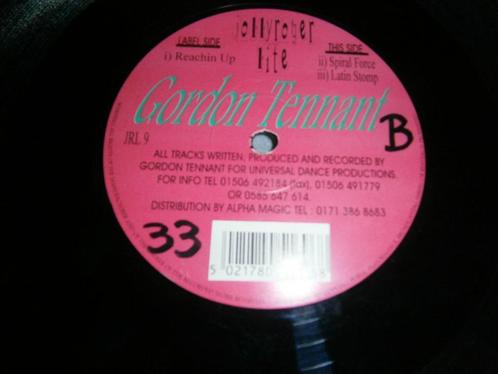 jollyroger
lite
LABEL SIDE
i) Reachin Up
THIS SIDE
ii) Spiral Force
iii) Latin Stomp
Gordon Tennant
B
JRL 9
ALL TRACKS WRITTEN, PRODUCED AND RECORDED BY
GORDON TENNANT FOR UNIVERSAL DANCE PRODUCTIONS.
FOR INFO TEL 01506 492184 (fax), 01506 491779
OR 0585 647 614.
DISTRIBUTION BY ALPHA MAGIC TEL : 0171 386 8683
33
5 021780